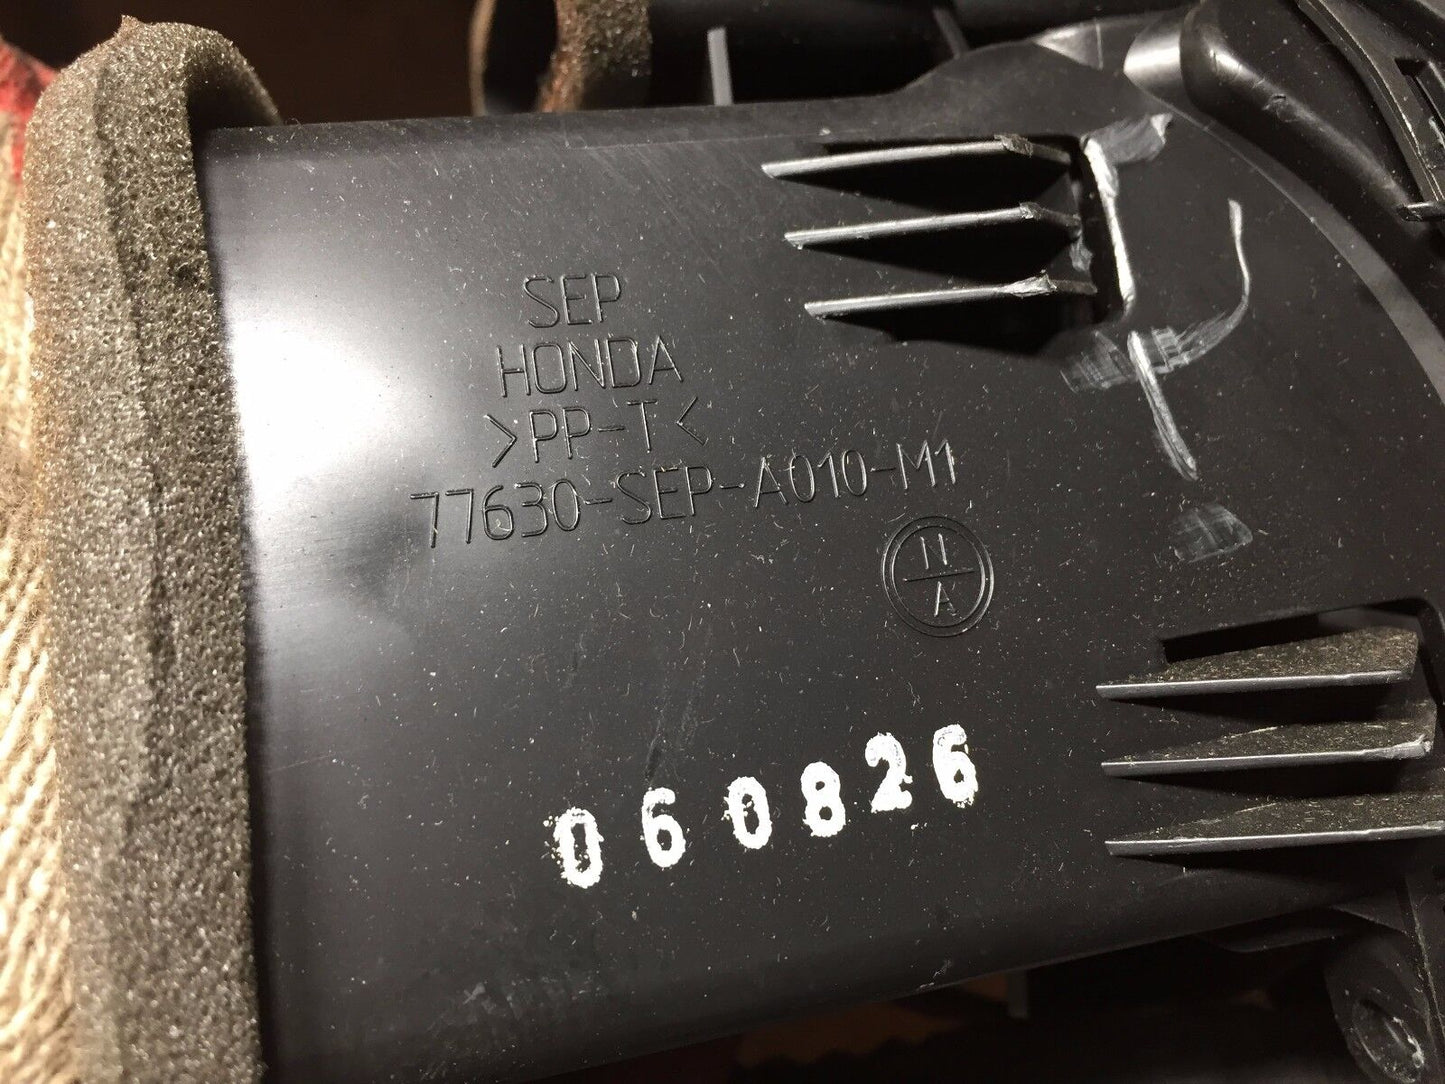 SEP
HONDA
>PP-T<
77630-SEP-A010-M1
N
A
060826